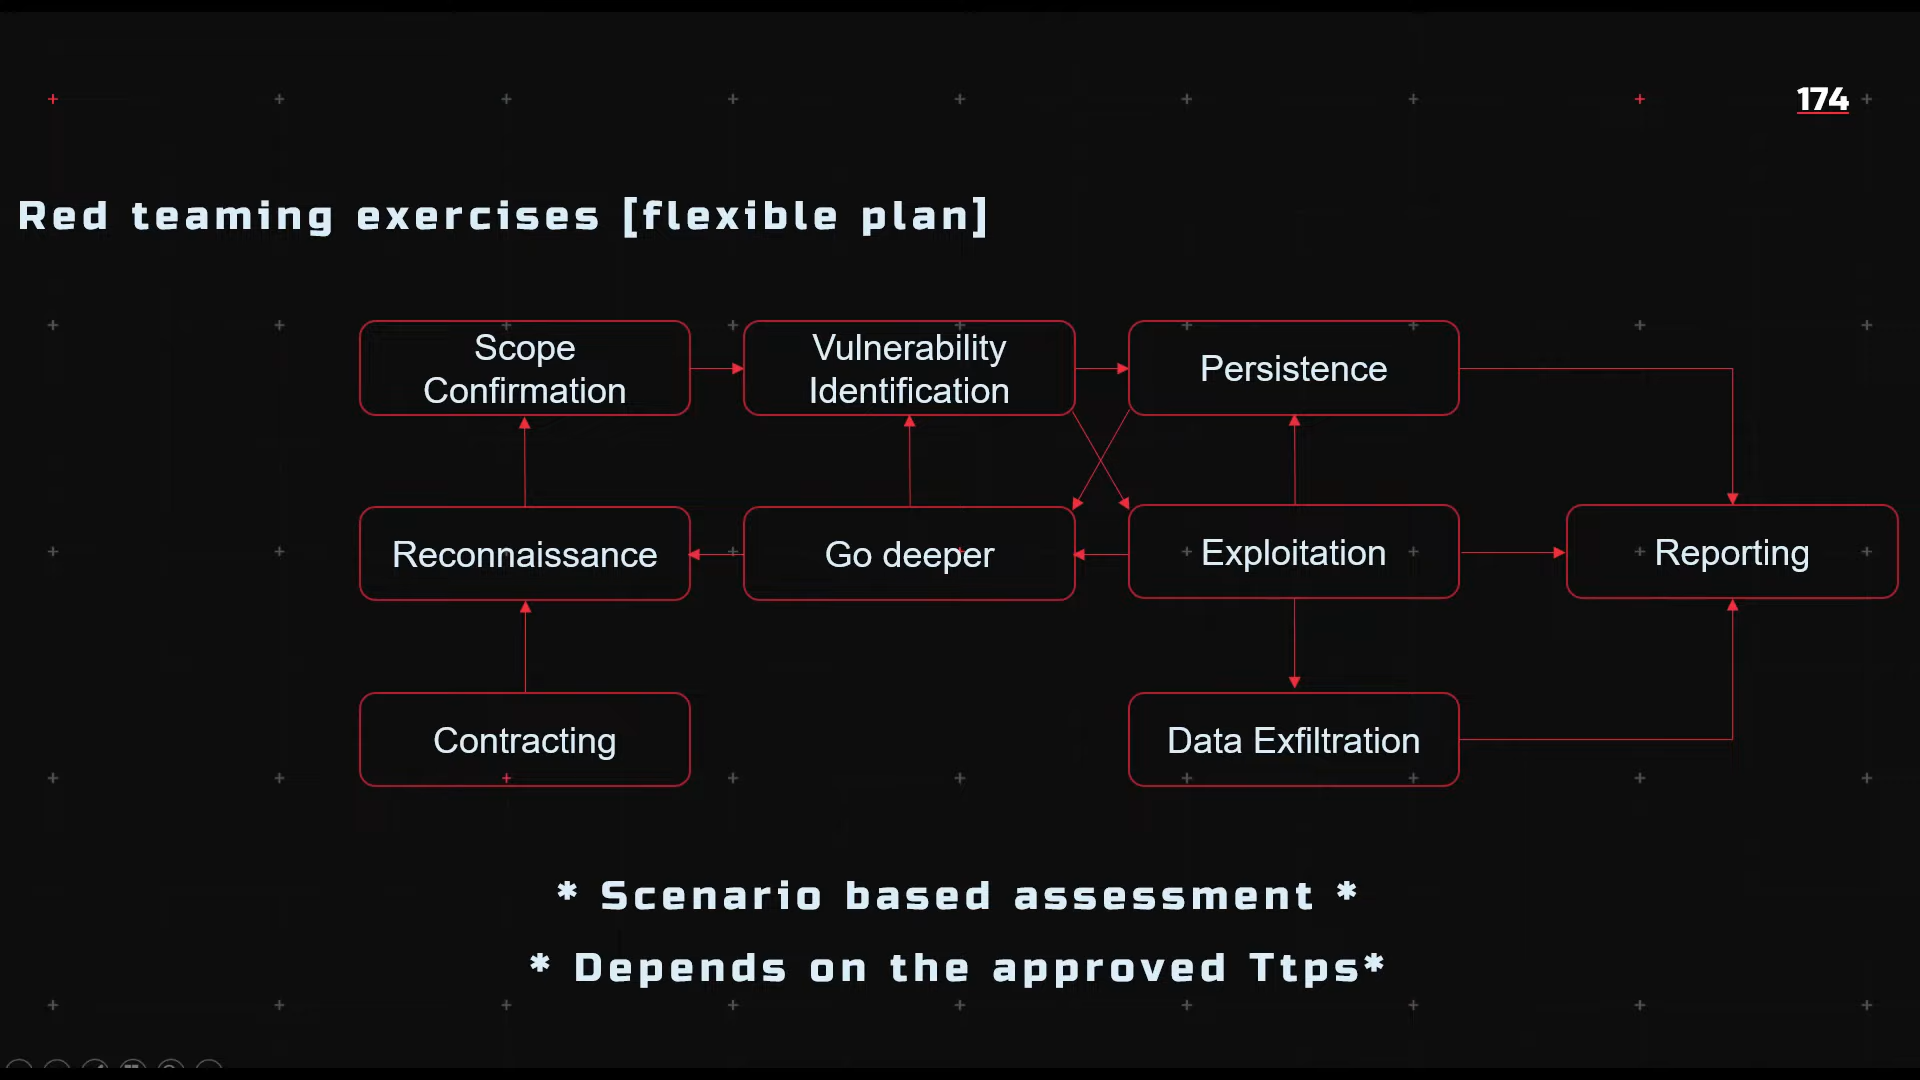 174
Red teaming exercises [flexible plan]
Scope
Confirmation
Vulnerability
Identification
Persistence
Reconnaissance
Go deeper
Exploitation
Reporting
Contracting
Data Exfiltration
* Scenario based assessment *
* Depends on the approved Ttps*